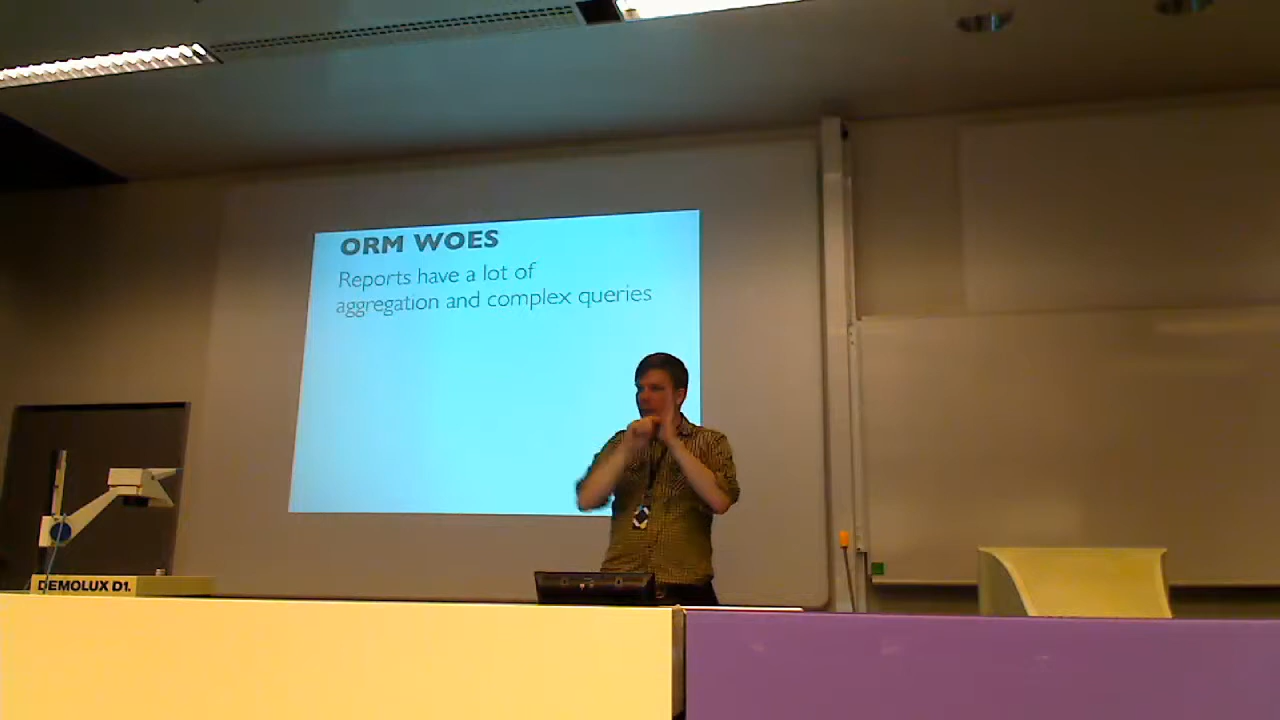 ORM WOES
Reports have a lot of
aggregation and complex queries
DEMOLUX D1.